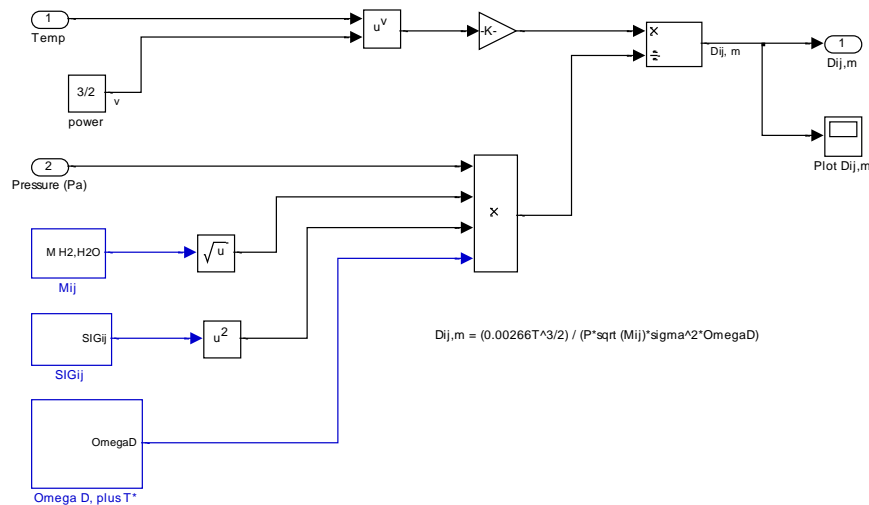 1
Temp
u^v
-K-
×
÷
Dij, m
1
Dij,m
3/2
v
power
Plot Dij,m
2
Pressure (Pa)
×
M H2,H2O
Mij
√u
SIGij
SIGij
u^2
Dij,m = (0.00266T^3/2) / (P*sqrt (Mij)*sigma^2*OmegaD)
OmegaD
Omega D, plus T*